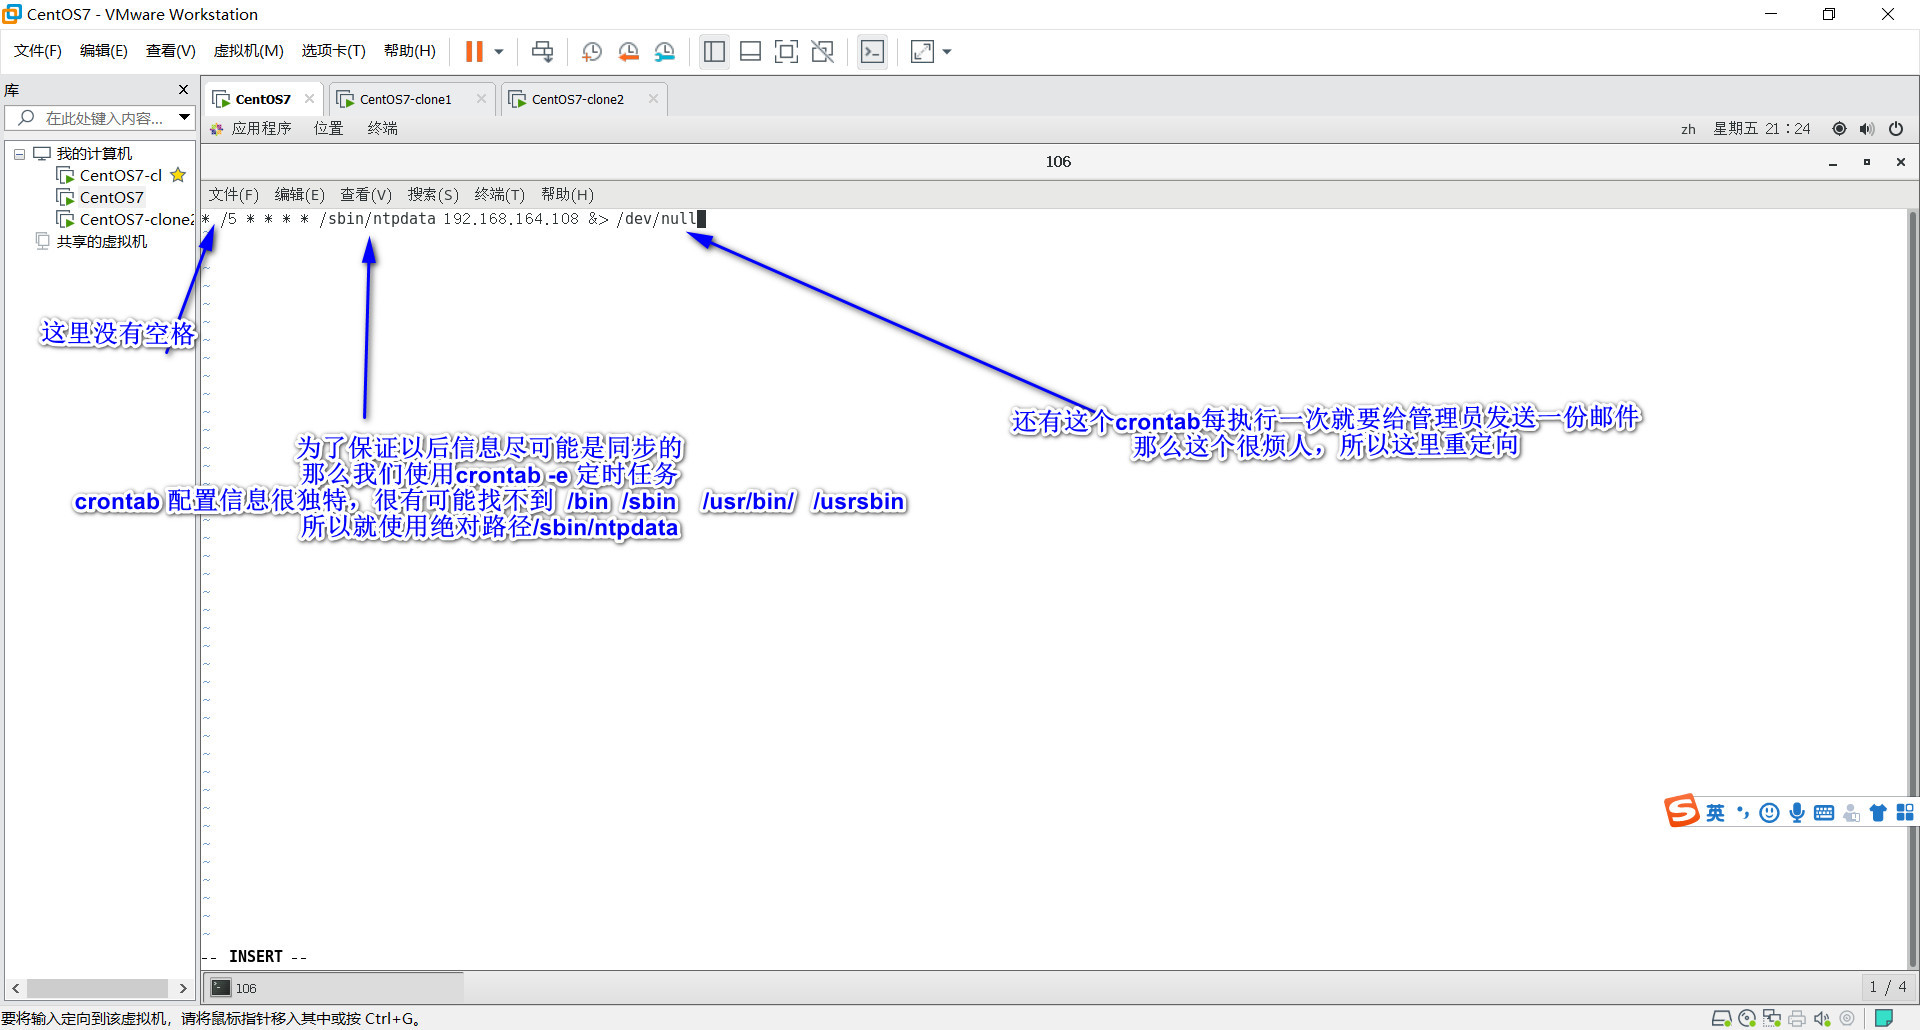 CentOS7 - VMware Workstation
文件(F) 编辑(E) 查看(V) 虚拟机(M) 选项卡(T) 帮助(H)
库
在此处键入内容...
我的计算机
CentOS7-cl
CentOS7
CentOS7-clone2
共享的虚拟机
CentOS7 CentOS7-clone1 CentOS7-clone2
应用程序 位置 终端 zh 星期五 21：24
106
文件(F) 编辑(E) 查看(V) 搜索(S) 终端(T) 帮助(H)
* /5 * * * * /sbin/ntpdata 192.168.164.108 &> /dev/null
这里没有空格
还有这个crontab每执行一次就要给管理员发送一份邮件
那么这个很烦人，所以这里重定向
为了保证以后信息尽可能是同步的
那么我们使用crontab -e 定时任务
crontab 配置信息很独特，很有可能找不到 /bin /sbin /usr/bin/ /usrsbin
所以就使用绝对路径/sbin/ntpdata
英
-- INSERT --
106
1 / 4
要将输入定向到该虚拟机，请将鼠标指针移入其中或按 Ctrl+G。